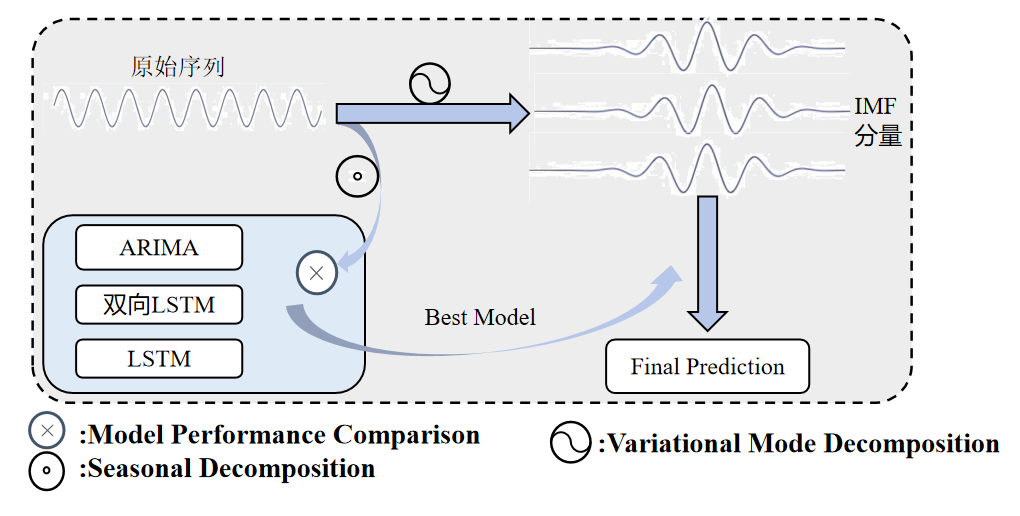 原始序列
IMF
分量
ARIMA
双向LSTM
LSTM
Best Model
Final Prediction
:Model Performance Comparison
:Seasonal Decomposition
:Variational Mode Decomposition